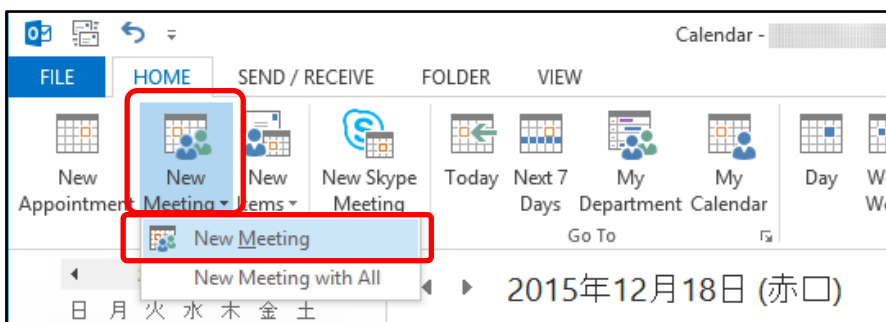 Calendar -
FILE HOME SEND / RECEIVE FOLDER VIEW
New Appointment New Meeting New Items New Skype Meeting Today Next 7 Days My Department My Calendar Day
Go To
New Meeting
New Meeting with All
2015年12月18日 (赤口)
日 月 火 水 木 金 土